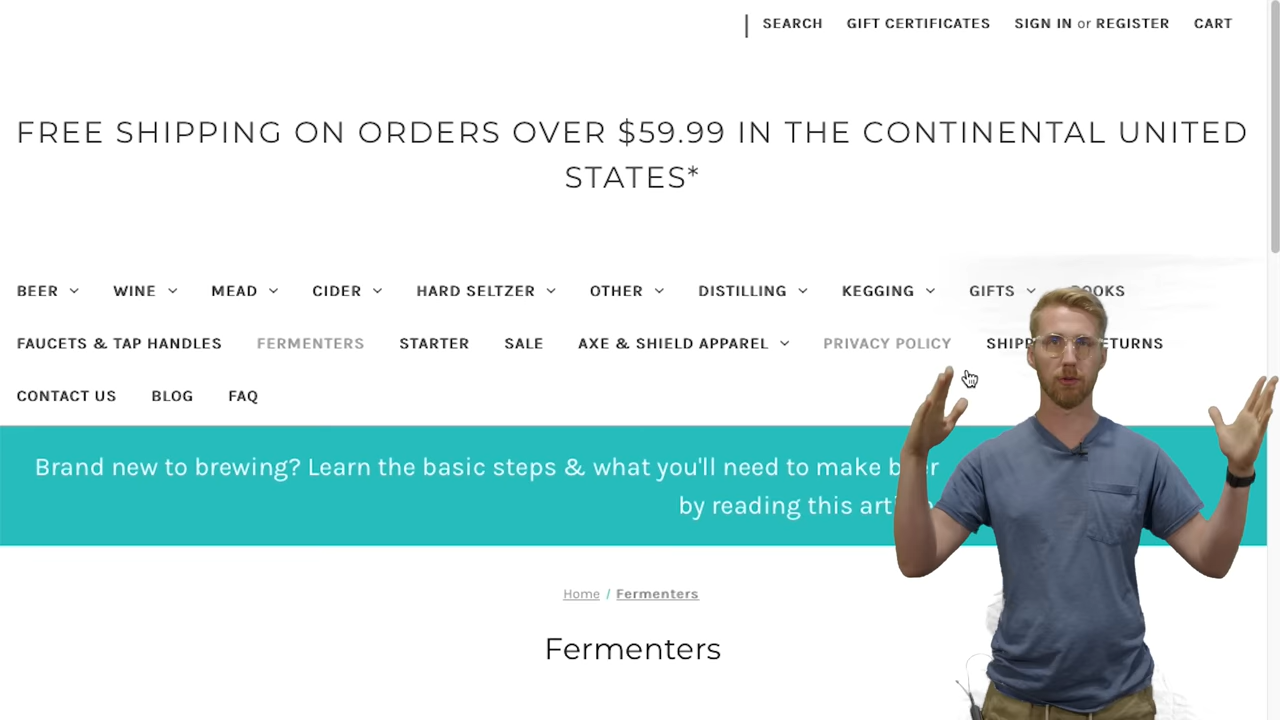 SEARCH GIFT CERTIFICATES SIGN IN or REGISTER CART
FREE SHIPPING ON ORDERS OVER $59.99 IN THE CONTINENTAL UNITED
STATES*
BEER WINE MEAD CIDER HARD SELTZER OTHER DISTILLING KEGGING GIFTS
FAUCETS & TAP HANDLES FERMENTERS STARTER SALE AXE & SHIELD APPAREL PRIVACY POLICY
CONTACT US BLOG FAQ
Brand new to brewing? Learn the basic steps & what you'll need to make beer
by reading this
Home / Fermenters
Fermenters